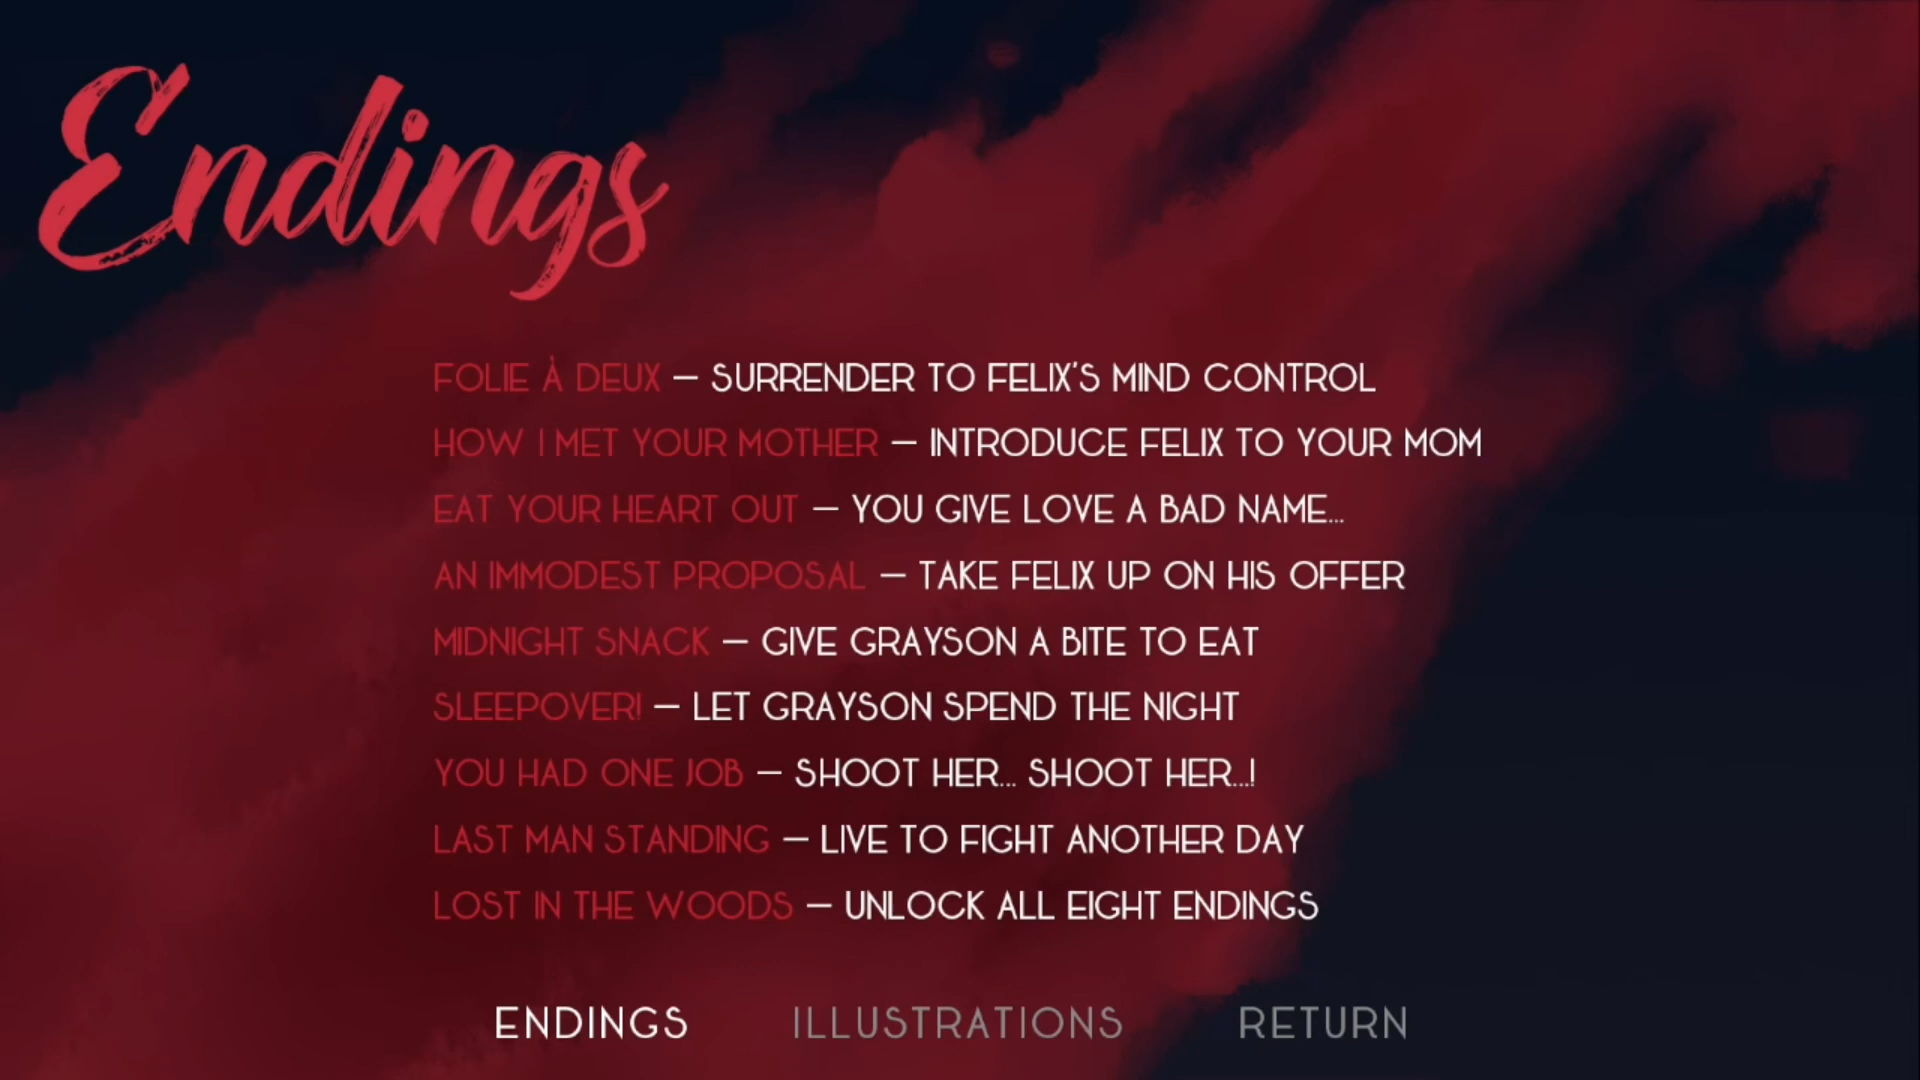 Endings
FOLIE À DEUX – SURRENDER TO FELIX'S MIND CONTROL
HOW I MET YOUR MOTHER – INTRODUCE FELIX TO YOUR MOM
EAT YOUR HEART OUT – YOU GIVE LOVE A BAD NAME...
AN IMMODEST PROPOSAL – TAKE FELIX UP ON HIS OFFER
MIDNIGHT SNACK – GIVE GRAYSON A BITE TO EAT
SLEEPOVER! – LET GRAYSON SPEND THE NIGHT
YOU HAD ONE JOB – SHOOT HER... SHOOT HER...!
LAST MAN STANDING – LIVE TO FIGHT ANOTHER DAY
LOST IN THE WOODS – UNLOCK ALL EIGHT ENDINGS
ENDINGS ILLUSTRATIONS RETURN